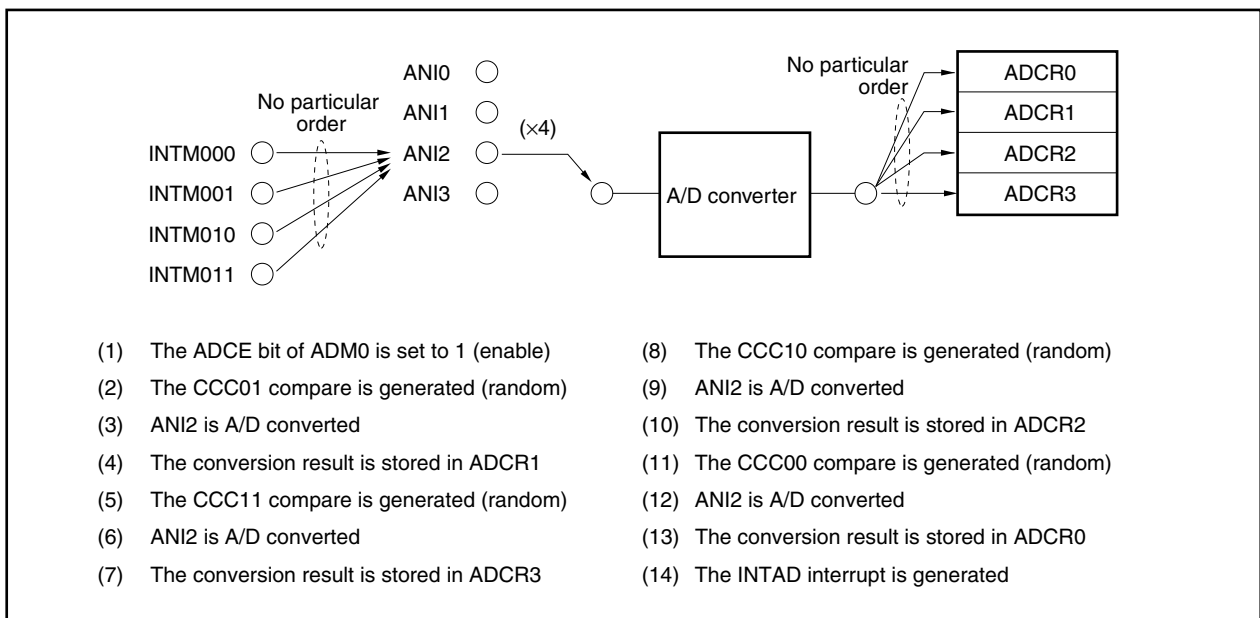 ANI0
ANI1
ANI2
ANI3
No particular
order
INTM000
INTM001
INTM010
INTM011
(×4)
A/D converter
No particular
order
ADCR0
ADCR1
ADCR2
ADCR3
(1) The ADCE bit of ADM0 is set to 1 (enable)
(2) The CCC01 compare is generated (random)
(3) ANI2 is A/D converted
(4) The conversion result is stored in ADCR1
(5) The CCC11 compare is generated (random)
(6) ANI2 is A/D converted
(7) The conversion result is stored in ADCR3
(8) The CCC10 compare is generated (random)
(9) ANI2 is A/D converted
(10) The conversion result is stored in ADCR2
(11) The CCC00 compare is generated (random)
(12) ANI2 is A/D converted
(13) The conversion result is stored in ADCR0
(14) The INTAD interrupt is generated